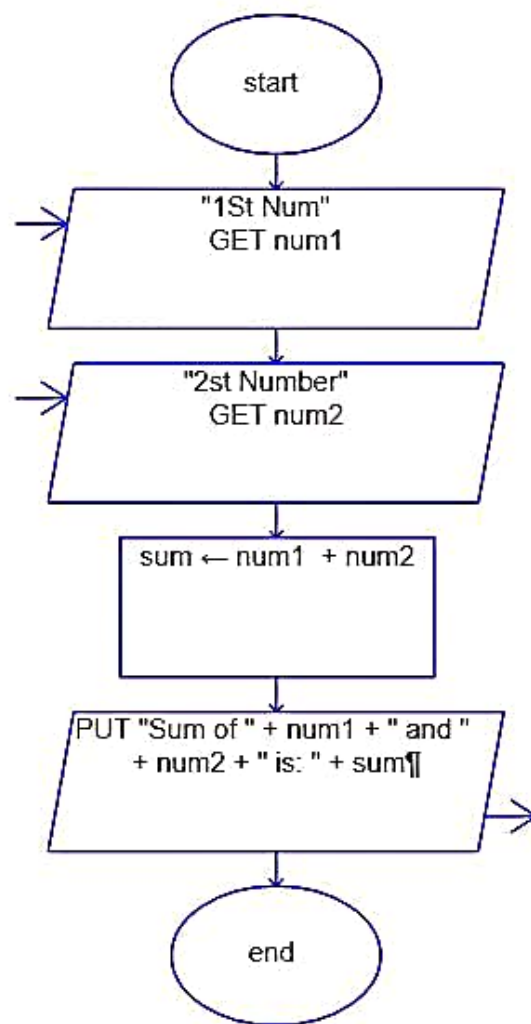 start
"1St Num"
GET num1
"2st Number"
GET num2
sum ← num1 + num2
PUT "Sum of " + num1 + " and "
+ num2 + " is: " + sum¶
end